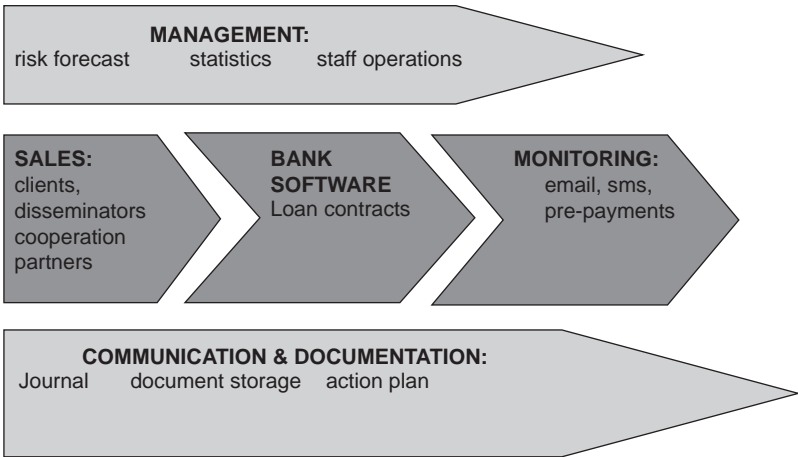 MANAGEMENT:
risk forecast statistics staff operations
SALES:
clients,
disseminators
cooperation
partners
BANK
SOFTWARE
Loan contracts
MONITORING:
email, sms,
pre-payments
COMMUNICATION & DOCUMENTATION:
Journal document storage action plan